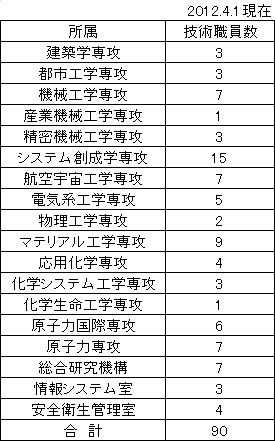 2012.4.1現在
所属 技術職員数
建築学専攻 3
都市工学専攻 3
機械工学専攻 7
産業機械工学専攻 1
精密機械工学専攻 3
システム創成学専攻 15
航空宇宙工学専攻 7
電気系工学専攻 5
物理工学専攻 2
マテリアル工学専攻 9
応用化学専攻 4
化学システム工学専攻 3
化学生命工学専攻 1
原子力国際専攻 6
原子力専攻 7
総合研究機構 7
情報システム室 3
安全衛生管理室 4
合 計 90